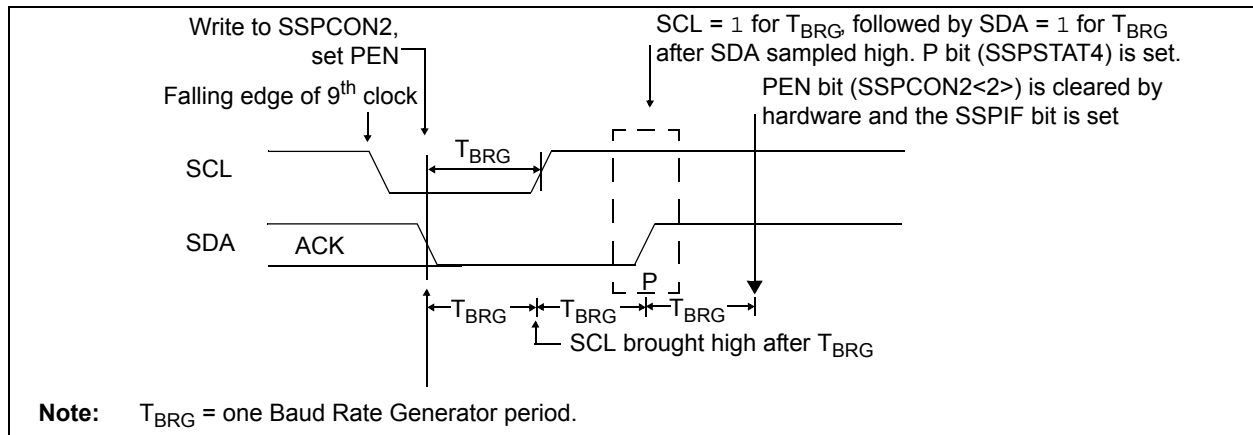 Write to SSPCON2,
set PEN
SCL = 1 for TBRG, followed by SDA = 1 for TBRG
after SDA sampled high. P bit (SSPSTAT4) is set.
PEN bit (SSPCON2<2>) is cleared by
hardware and the SSPIF bit is set
Falling edge of 9th clock
TBRG
SCL
SDA
ACK
P
TBRG
TBRG
TBRG
SCL brought high after TBRG
Note: TBRG = one Baud Rate Generator period.